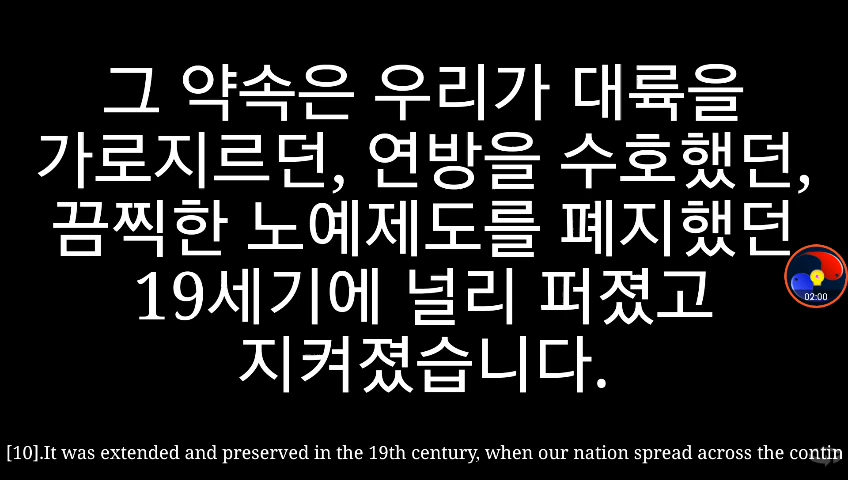 그 약속은 우리가 대륙을
가로지르던, 연방을 수호했던,
끔찍한 노예제도를 폐지했던
19세기에 널리 퍼졌고
지켜졌습니다.
02:00
[10].It was extended and preserved in the 19th century, when our nation spread across the contin